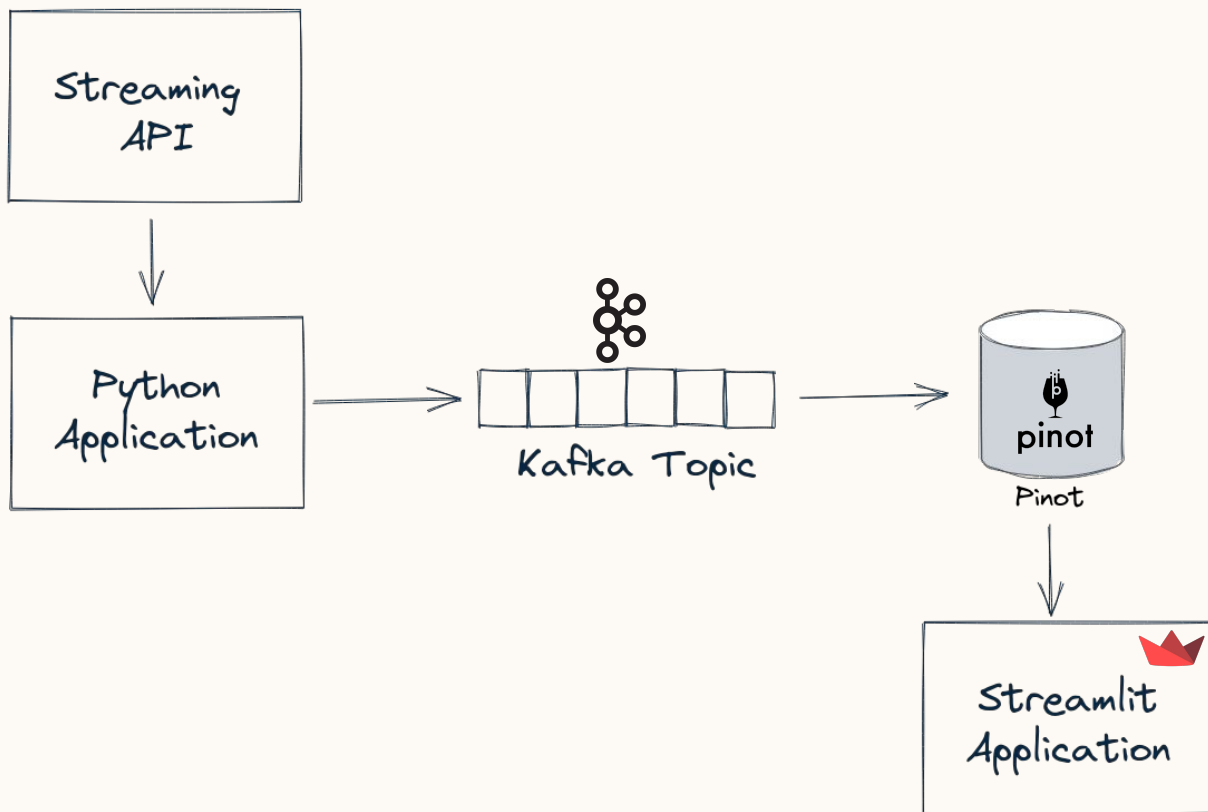 Streaming
API
Python
Application
Kafka Topic
pinot
Pinot
Streamlit
Application